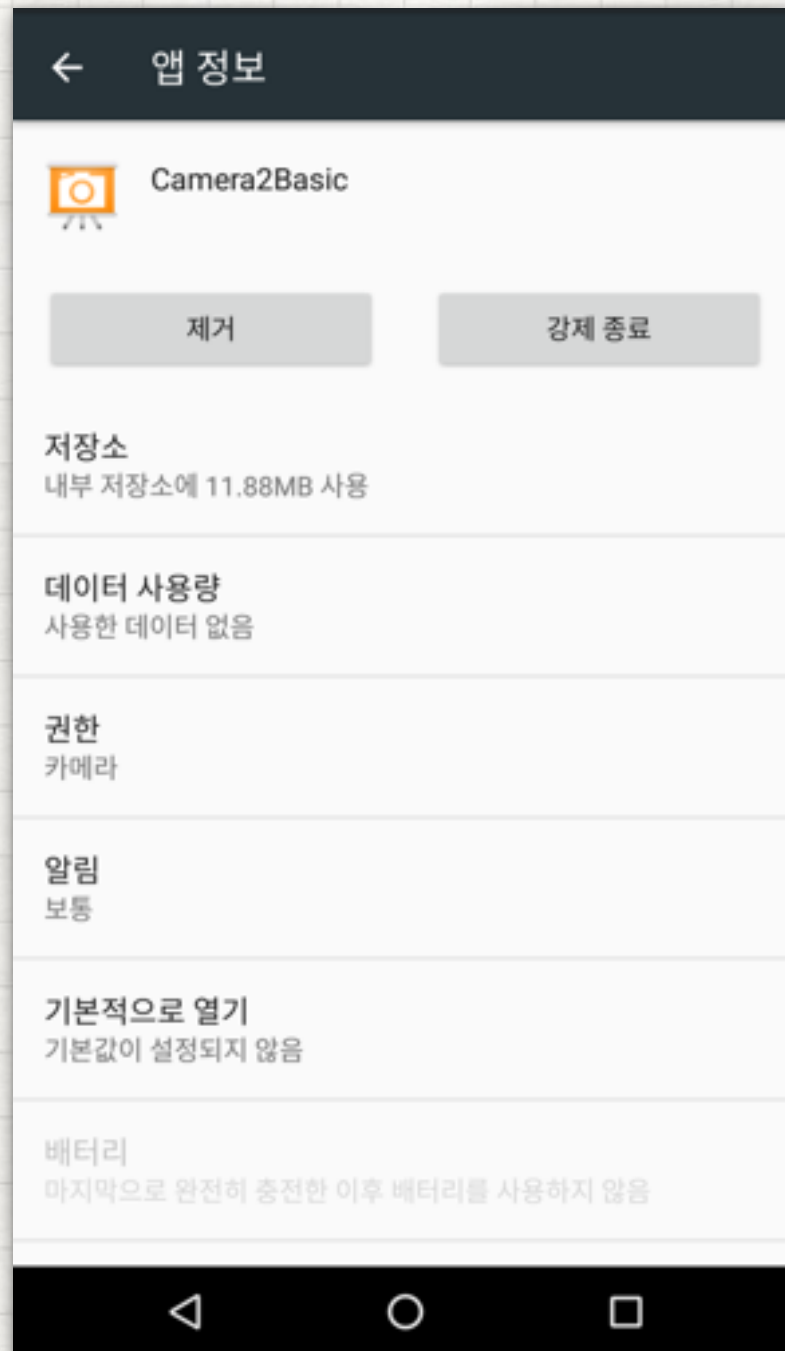 앱 정보
Camera2Basic
제거
강제 종료
저장소
내부 저장소에 11.88MB 사용
데이터 사용량
사용한 데이터 없음
권한
카메라
알림
보통
기본적으로 열기
기본값이 설정되지 않음
배터리
마지막으로 완전히 충전한 이후 배터리를 사용하지 않음